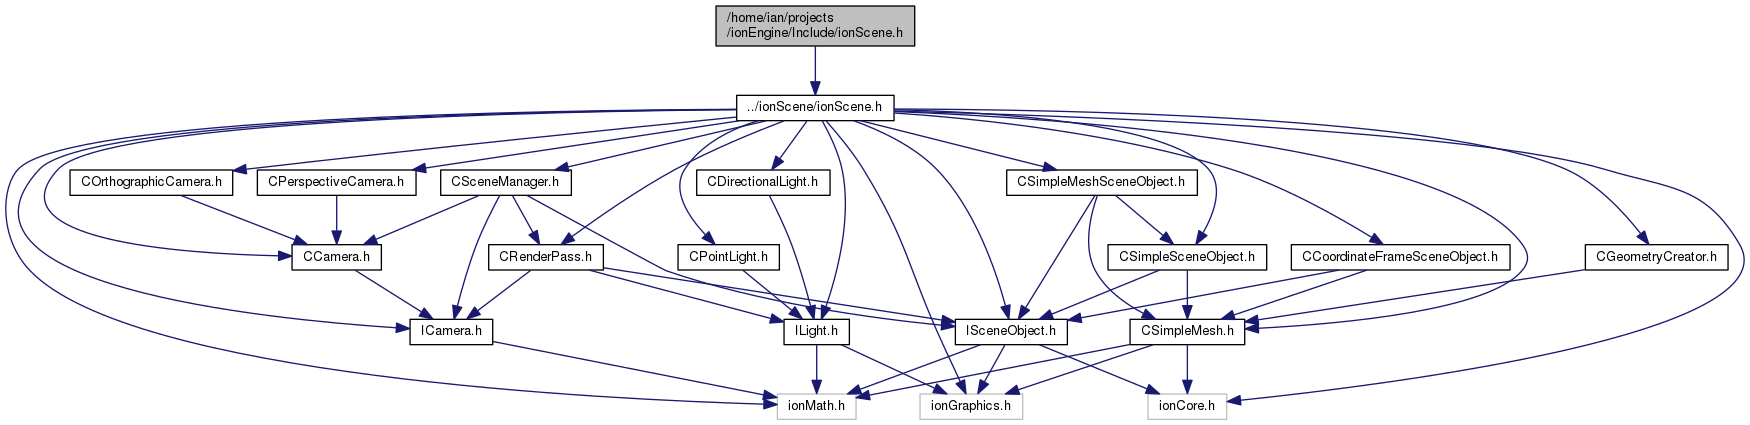 /home/ian/projects
/ionEngine/Include/ionScene.h
../ionScene/ionScene.h
COrthographicCamera.h
CPerspectiveCamera.h
CSceneManager.h
CDirectionalLight.h
CSimpleMeshSceneObject.h
CCamera.h
CRenderPass.h
CPointLight.h
CSimpleSceneObject.h
CCoordinateFrameSceneObject.h
CGeometryCreator.h
ICamera.h
ILight.h
ISceneObject.h
CSimpleMesh.h
ionMath.h
ionGraphics.h
ionCore.h